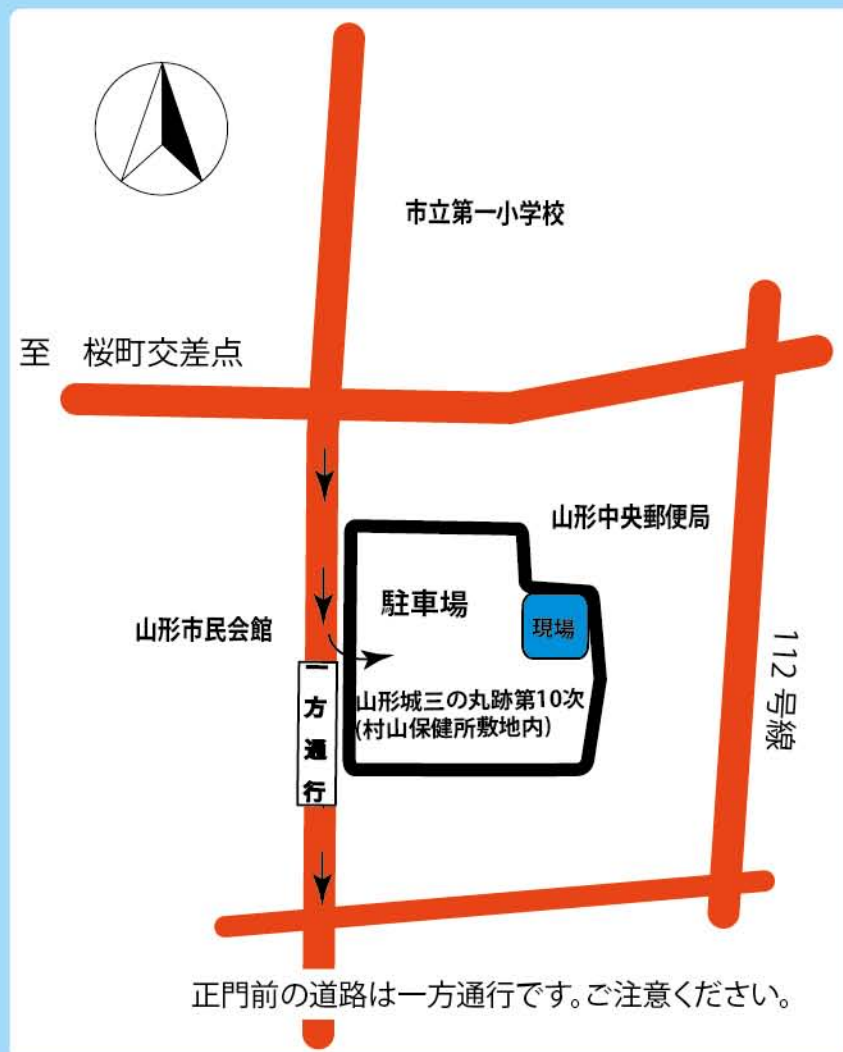 市立第一小学校
至　桜町交差点
山形中央郵便局
駐車場
山形市民会館
現場
112号線
一方通行
山形城三の丸跡第10次
(村山保健所敷地内)
正門前の道路は一方通行です。ご注意ください。